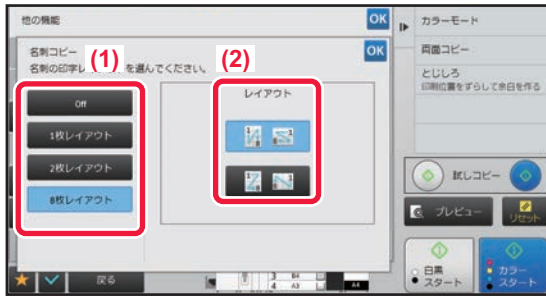 他の機能
OK
カラーモード
名刺コピー
OK
両面コピー
(1)
(2)
名刺の印字レ を選んでください。
とじしろ
印刷位置をずらして余白を作る
レイアウト
Off
1枚レイアウト
2枚レイアウト
8枚レイアウト
試しコピー
プレビュー
リセット
戻る
3 B4
4 A3
A4
白黒
スタート
カラー
スタート